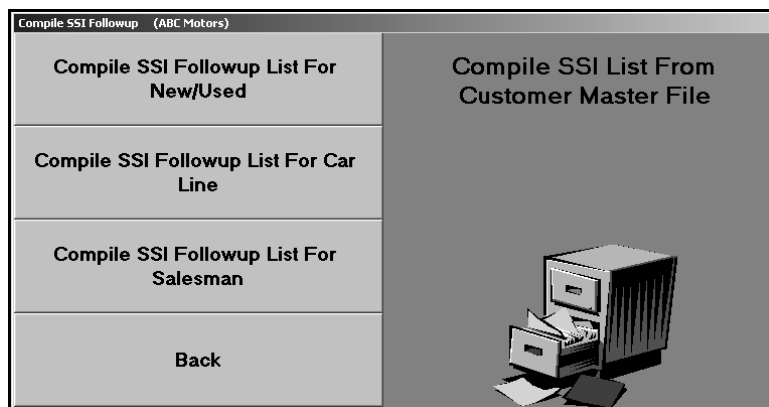 Compile SSI Followup (ABC Motors)
Compile SSI Followup List For
New/Used
Compile SSI Followup List For Car
Line
Compile SSI Followup List For
Salesman
Back
Compile SSI List From
Customer Master File